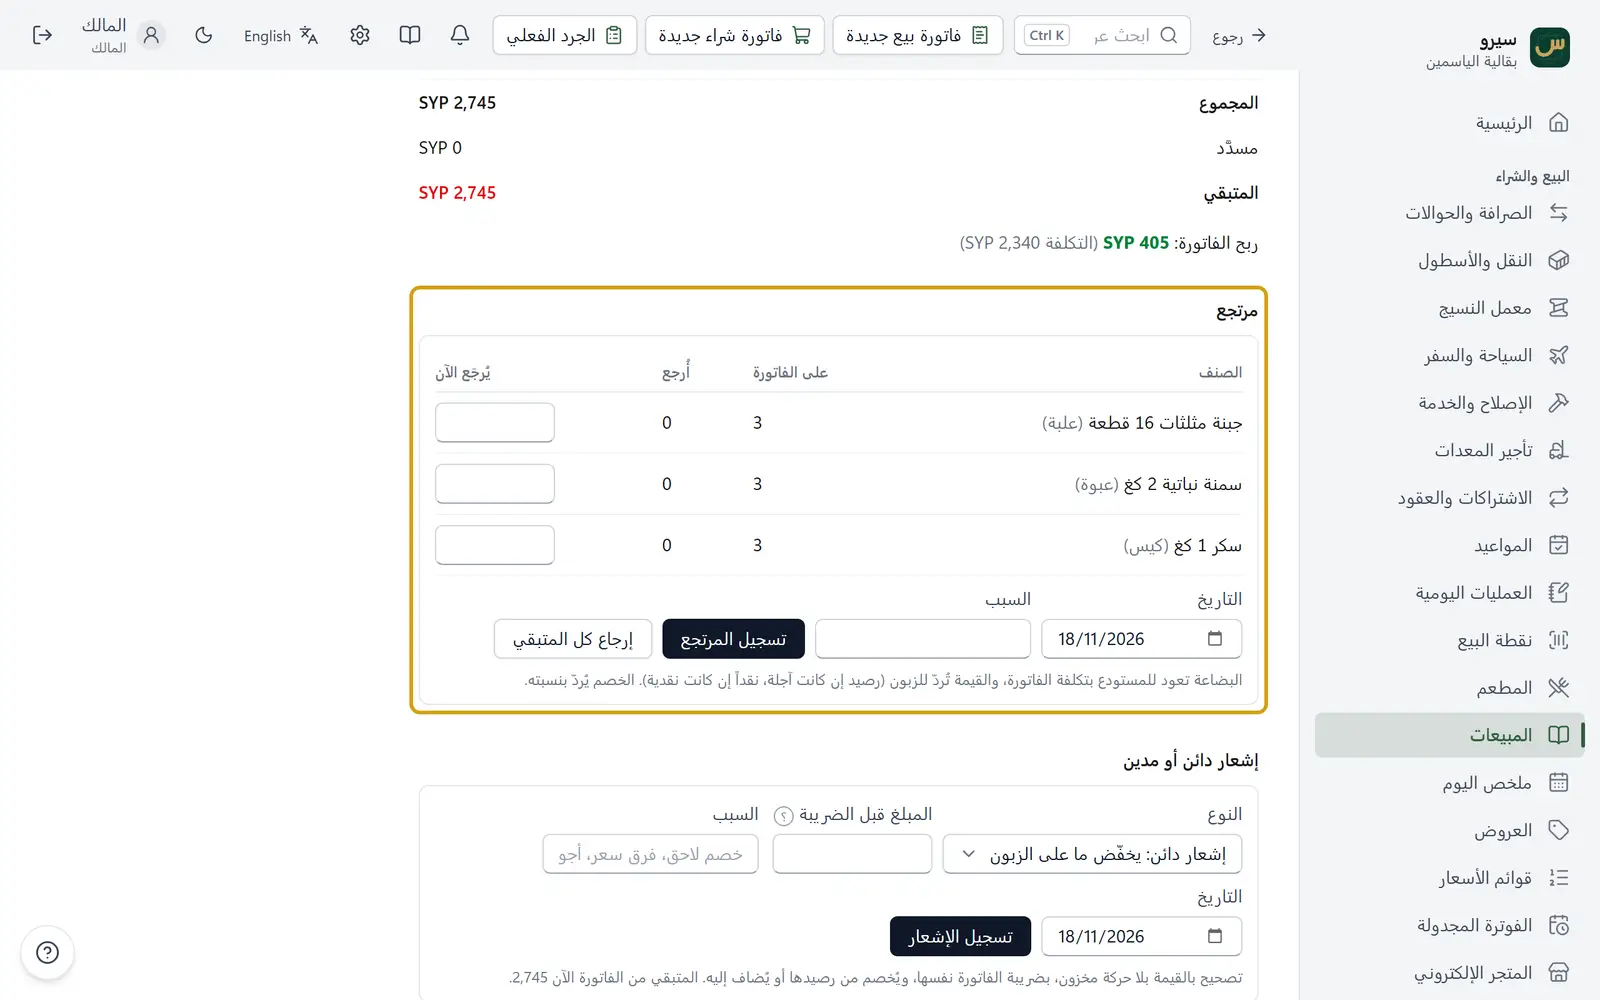 سيرو
بقالية الياسمين
رجوع
ابحث عر Ctrl K
فاتورة بيع جديدة
فاتورة شراء جديدة
الجرد الفعلي
English
المالك
المالك
الرئيسية
البيع والشراء
الصرافة والحوالات
النقل والأسطول
معمل النسيج
السياحة والسفر
الإصلاح والخدمة
تأجير المعدات
الاشتراكات والعقود
المواعيد
العمليات اليومية
نقطة البيع
المطعم
المبيعات
ملخص اليوم
العروض
قوائم الأسعار
الفوترة المجدولة
المتجر الإلكتروني
المجموع SYP 2,745
مسدَّد SYP 0
المتبقي SYP 2,745
ربح الفاتورة: SYP 405 (التكلفة SYP 2,340)
مرتجع
الصنف على الفاتورة أُرجع يُرجَع الآن
جبنة مثلثات 16 قطعة (علبة) 3 0
سمنة نباتية 2 كغ (عبوة) 3 0
سكر 1 كغ (كيس) 3 0
التاريخ السبب
18/11/2026 تسجيل المرتجع إرجاع كل المتبقي
البضاعة تعود للمستودع بتكلفة الفاتورة، والقيمة تُردّ للزبون (رصيد إن كانت آجلة، نقداً إن كانت نقدية). الخصم يُردّ بنسبته.
إشعار دائن أو مدين
النوع المبلغ قبل الضريبة ؟ السبب
إشعار دائن: يخفّض ما على الزبون خصم لاحق، فرق سعر، أجو
التاريخ
18/11/2026 تسجيل الإشعار
تصحيح بالقيمة بلا حركة مخزون، بضريبة الفاتورة نفسها، ويُخصم من رصيدها أو يُضاف إليه. المتبقي من الفاتورة الآن 2,745.